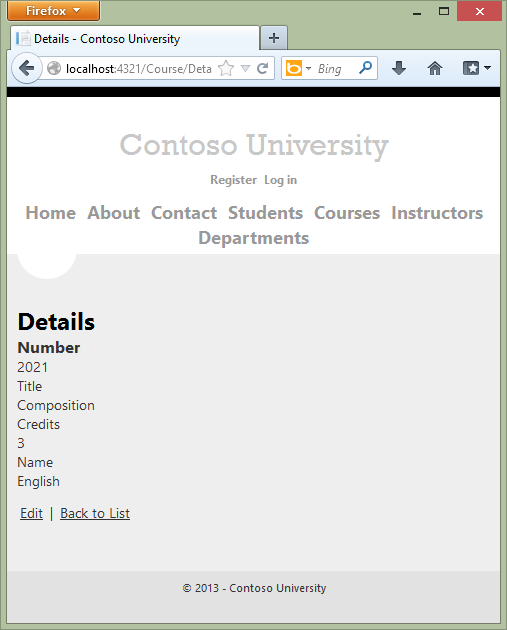 Firefox
Details - Contoso University
localhost:4321/Course/Deta
Bing
Contoso University
Register Log in
Home About Contact Students Courses Instructors
Departments
Details
Number
2021
Title
Composition
Credits
3
Name
English
Edit | Back to List
© 2013 - Contoso University